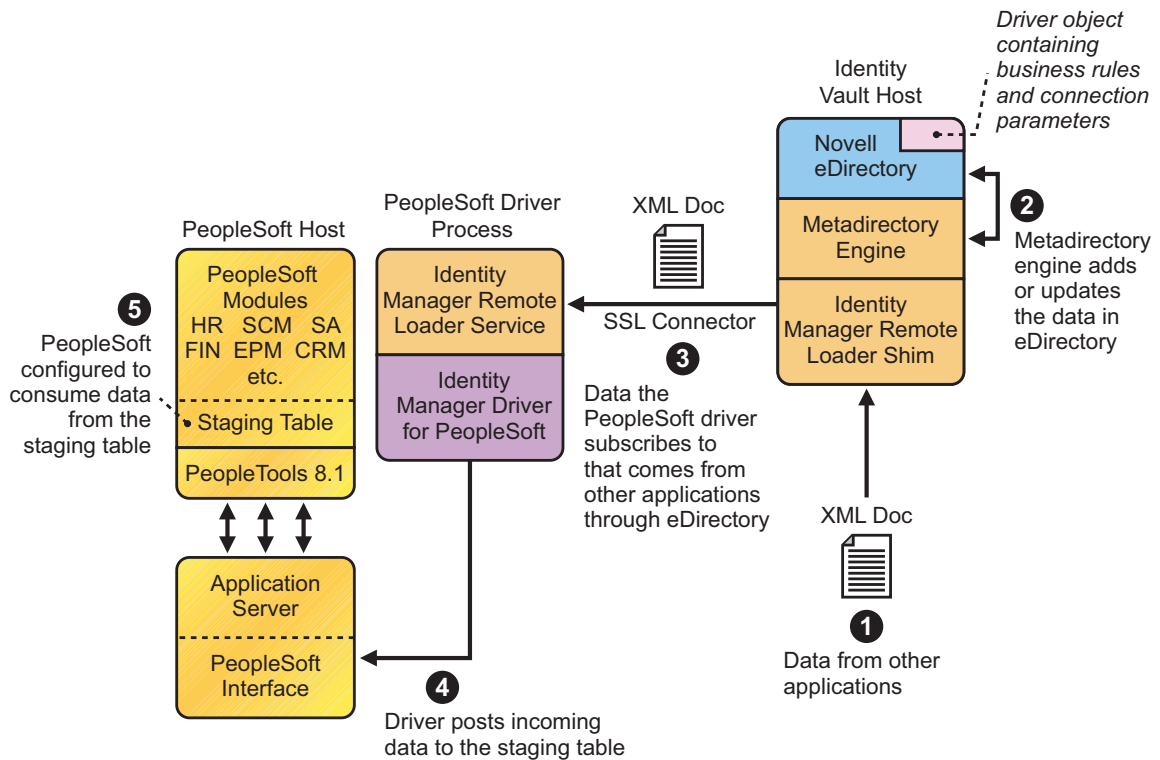 Driver object
containing
business rules
and connection
parameters
Identity
Vault Host
Novell
eDirectory
Metadirectory
Engine
Identity
Manager Remote
Loader Shim
2
Metadirectory
engine adds
or updates
the data in
eDirectory
XML Doc
SSL Connector
3
Data the
PeopleSoft driver
subscribes to
that comes from
other applications
through eDirectory
XML Doc
1
Data from other
applications
PeopleSoft Driver
Process
Identity
Manager Remote
Loader Service
Identity
Manager Driver
for PeopleSoft
4
Driver posts incoming
data to the staging table
PeopleSoft Host
PeopleSoft
Modules
HR SCM SA
FIN EPM CRM
etc.
Staging Table
PeopleTools 8.1
5
PeopleSoft
configured to
consume data
from the
staging table
Application
Server
PeopleSoft
Interface